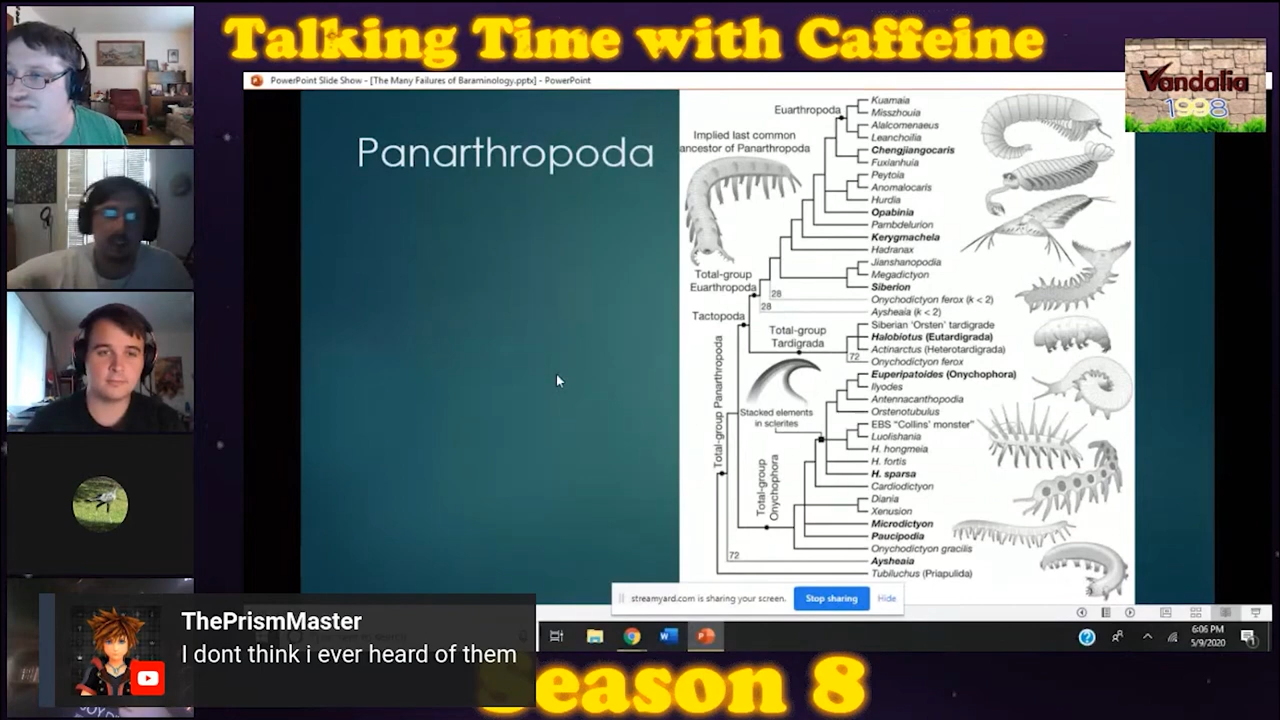 Talking Time with Caffeine
Vandalia
1998
PowerPoint Slide Show - [The Many Failures of Baraminology.pptx] - PowerPoint
Panarthropoda
Implied last common
ancestor of Panarthropoda
Euarthropoda
Kuamaia
Misszhouia
Alalcomenaeus
Leanchoilia
Chengjiangocaris
Fuxianhuia
Peytoia
Anomalocaris
Hurdia
Opabinia
Pambdelurion
Kerygmachela
Hadranax
Total-group
Euarthropoda
Jianshanopodia
Megadictyon
Siberion
28
Onychodictyon ferox (k < 2)
28
Aysheaia (k < 2)
Tactopoda
Total-group
Tardigrada
Siberian 'Orsten' tardigrade
Halobiotus (Eutardigrada)
Actinarctus (Heterotardigrada)
72
Onychodictyon ferox
Total-group Panarthropoda
Euperipatoides (Onychophora)
Ilyodes
Antennacanthopodia
Orstenotubulus
Stacked elements
in sclerites
EBS "Collins' monster"
Luolishania
H. hongmeia
H. fortis
H. sparsa
Cardiodictyon
Total-group
Onychophora
Diania
Xenusion
Microdictyon
Paucipodia
Onychodictyon gracilis
72
Aysheaia
Tubiluchus (Priapulida)
streamyard.com is sharing your screen.
Stop sharing
Hide
6:06 PM
5/9/2020
ThePrismMaster
I dont think i ever heard of them
Season 8